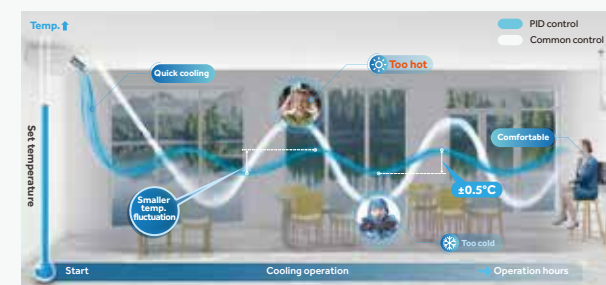 Temp.
PID control
Common control
Too hot
Quick cooling
Set temperature
Comfortable
Smaller
temp.
fluctuation
±0.5°C
Too cold
Start
Cooling operation
Operation hours